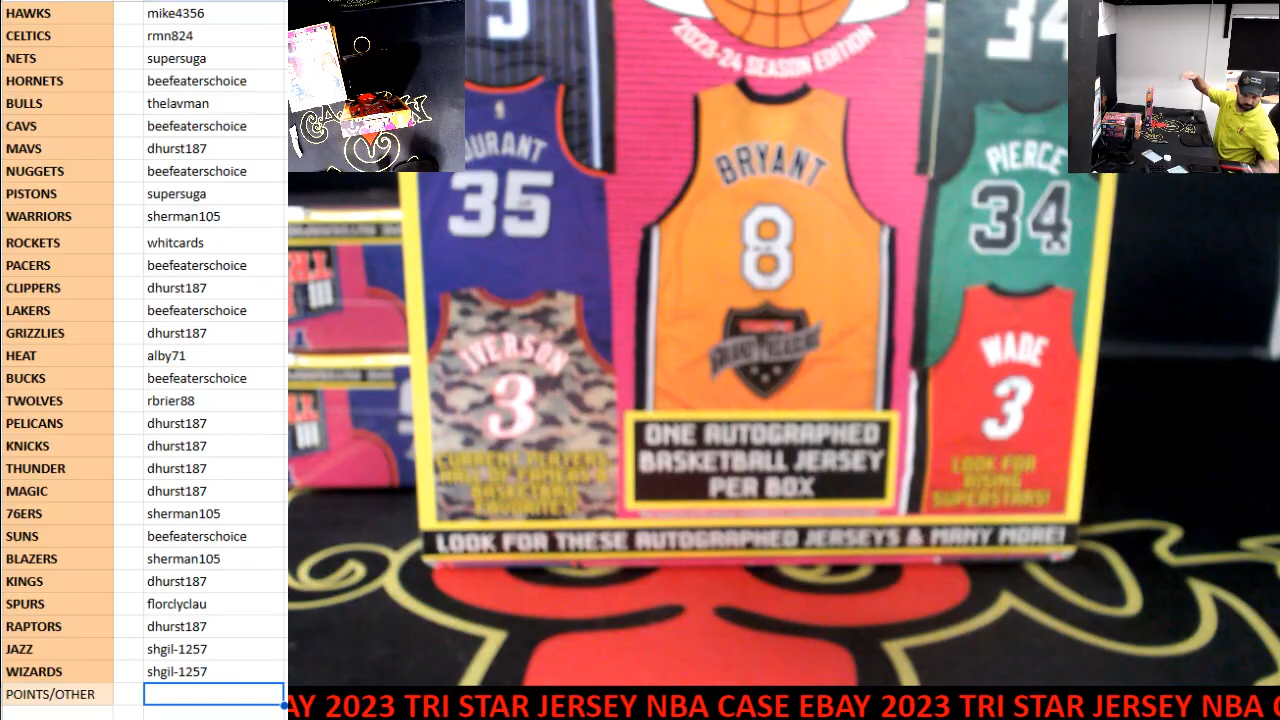 HAWKS mike4356
CELTICS rmn824
NETS supersuga
HORNETS beefeaterschoice
BULLS thelavman
CAVS beefeaterschoice
MAVS dhurst187
NUGGETS beefeaterschoice
PISTONS supersuga
WARRIORS sherman105
ROCKETS whitcards
PACERS beefeaterschoice
CLIPPERS dhurst187
LAKERS beefeaterschoice
GRIZZLIES dhurst187
HEAT alby71
BUCKS beefeaterschoice
TWOLVES rbrier88
PELICANS dhurst187
KNICKS dhurst187
THUNDER dhurst187
MAGIC dhurst187
76ERS sherman105
SUNS beefeaterschoice
BLAZERS sherman105
KINGS dhurst187
SPURS florclyclau
RAPTORS dhurst187
JAZZ shgil-1257
WIZARDS shgil-1257
POINTS/OTHER
2023-24 SEASON EDITION
34
DURANT
35
BRYANT
8
PIERCE
34
IVERSON
3
WADE
3
CURRENT PLAYERS
HALL OF FAMERS &
BASKETBALL
FAVORITES!
ONE AUTOGRAPHED
BASKETBALL JERSEY
PER BOX
LOOK FOR
RISING
SUPERSTARS!
LOOK FOR THESE AUTOGRAPHED JERSEYS & MANY MORE!
AY 2023 TRI STAR JERSEY NBA CASE EBAY 2023 TRI STAR JERSEY NBA